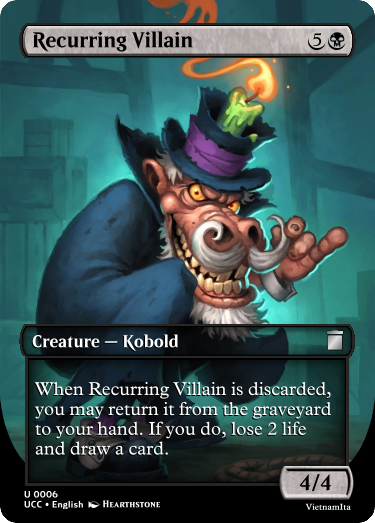 Recurring Villain 5
Creature — Kobold
When Recurring Villain is discarded,
you may return it from the graveyard
to your hand. If you do, lose 2 life
and draw a card.
4/4
U 0006
UCC • English HEARTHSTONE
VietnamIta